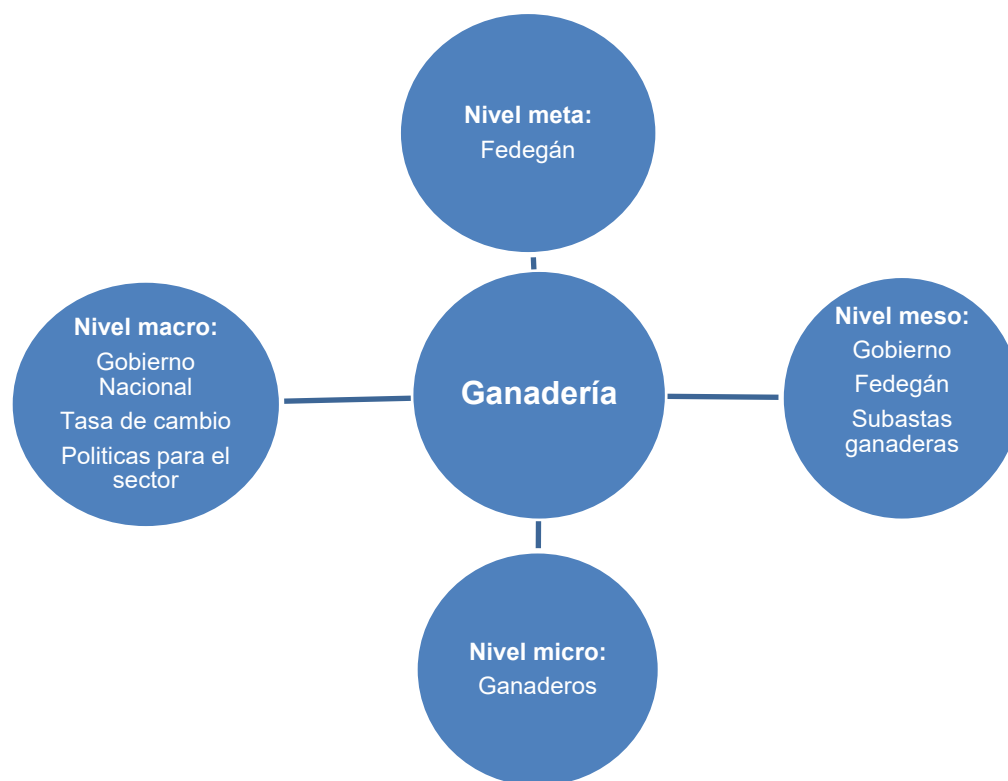 Nivel meta:
Fedegán
Nivel macro:
Gobierno
Nacional
Tasa de cambio
Politicas para el
sector
Ganadería
Nivel meso:
Gobierno
Fedegán
Subastas
ganaderas
Nivel micro:
Ganaderos